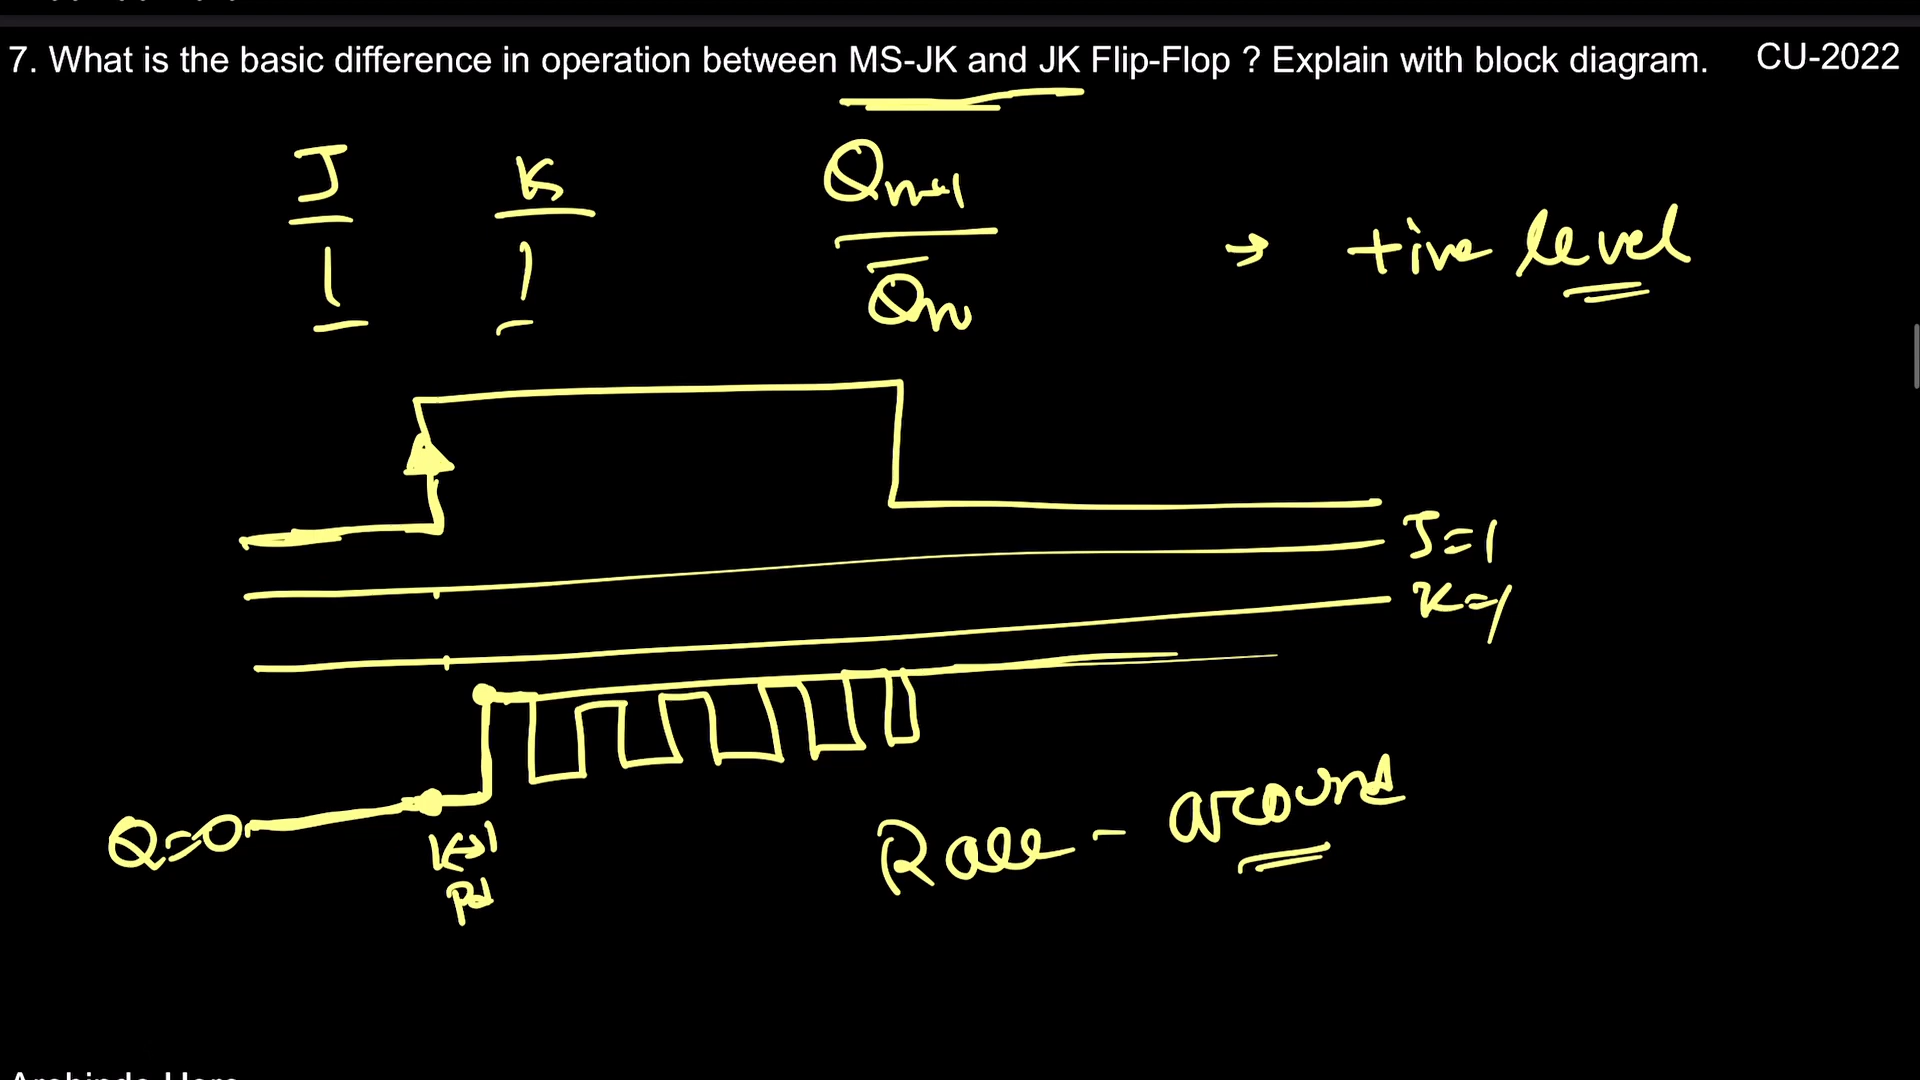 7. What is the basic difference in operation between MS-JK and JK Flip-Flop ? Explain with block diagram. CU-2022
J K Qn+1
1 1 Q̅n → +ive level
J=1
K=1
Q=0
Pd
Race - around